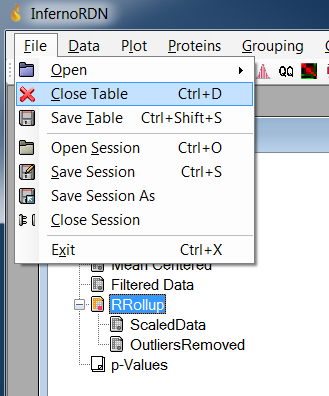 InfernoRDN
File Data Plot Proteins Grouping
QQ
Open
Close Table Ctrl+D
Save Table Ctrl+Shift+S
Open Session Ctrl+O
Save Session Ctrl+S
Save Session As
Close Session
Exit Ctrl+X
Mean Centered
Filtered Data
RRollup
ScaledData
OutliersRemoved
p-Values